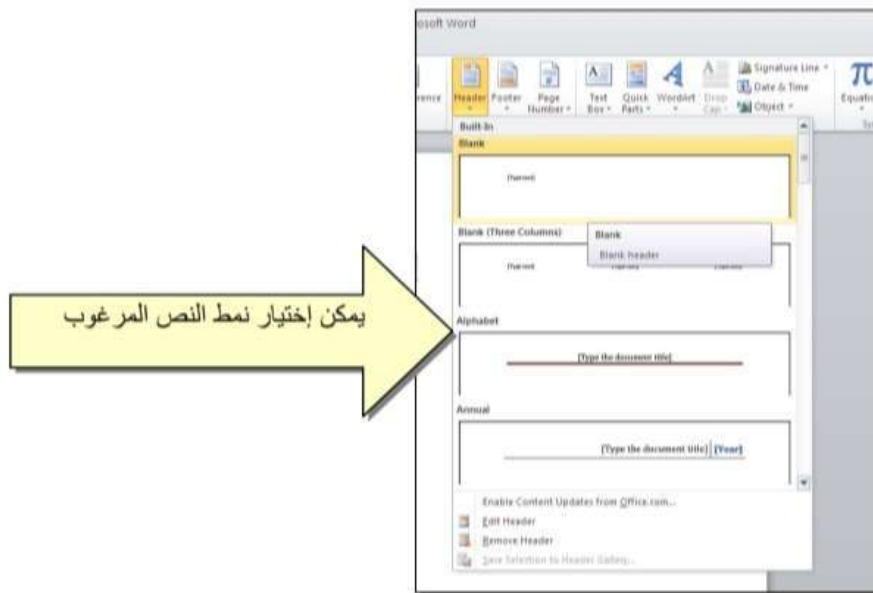 osoft Word
rence
Header
Footer
Page Number
Text Box
Quick Parts
WordArt
Drop Cap
Signature Line
Date & Time
Object
π
Equatio
Built-In
Blank
Blank (Three Columns)
Blank
Blank header
يمكن إختيار نمط النص المرغوب
Alphabet
[Type the document title]
Annual
[Type the document title] [Year]
Enable Content Updates from Office.com...
Edit Header
Remove Header
Save Selection to Header Gallery...